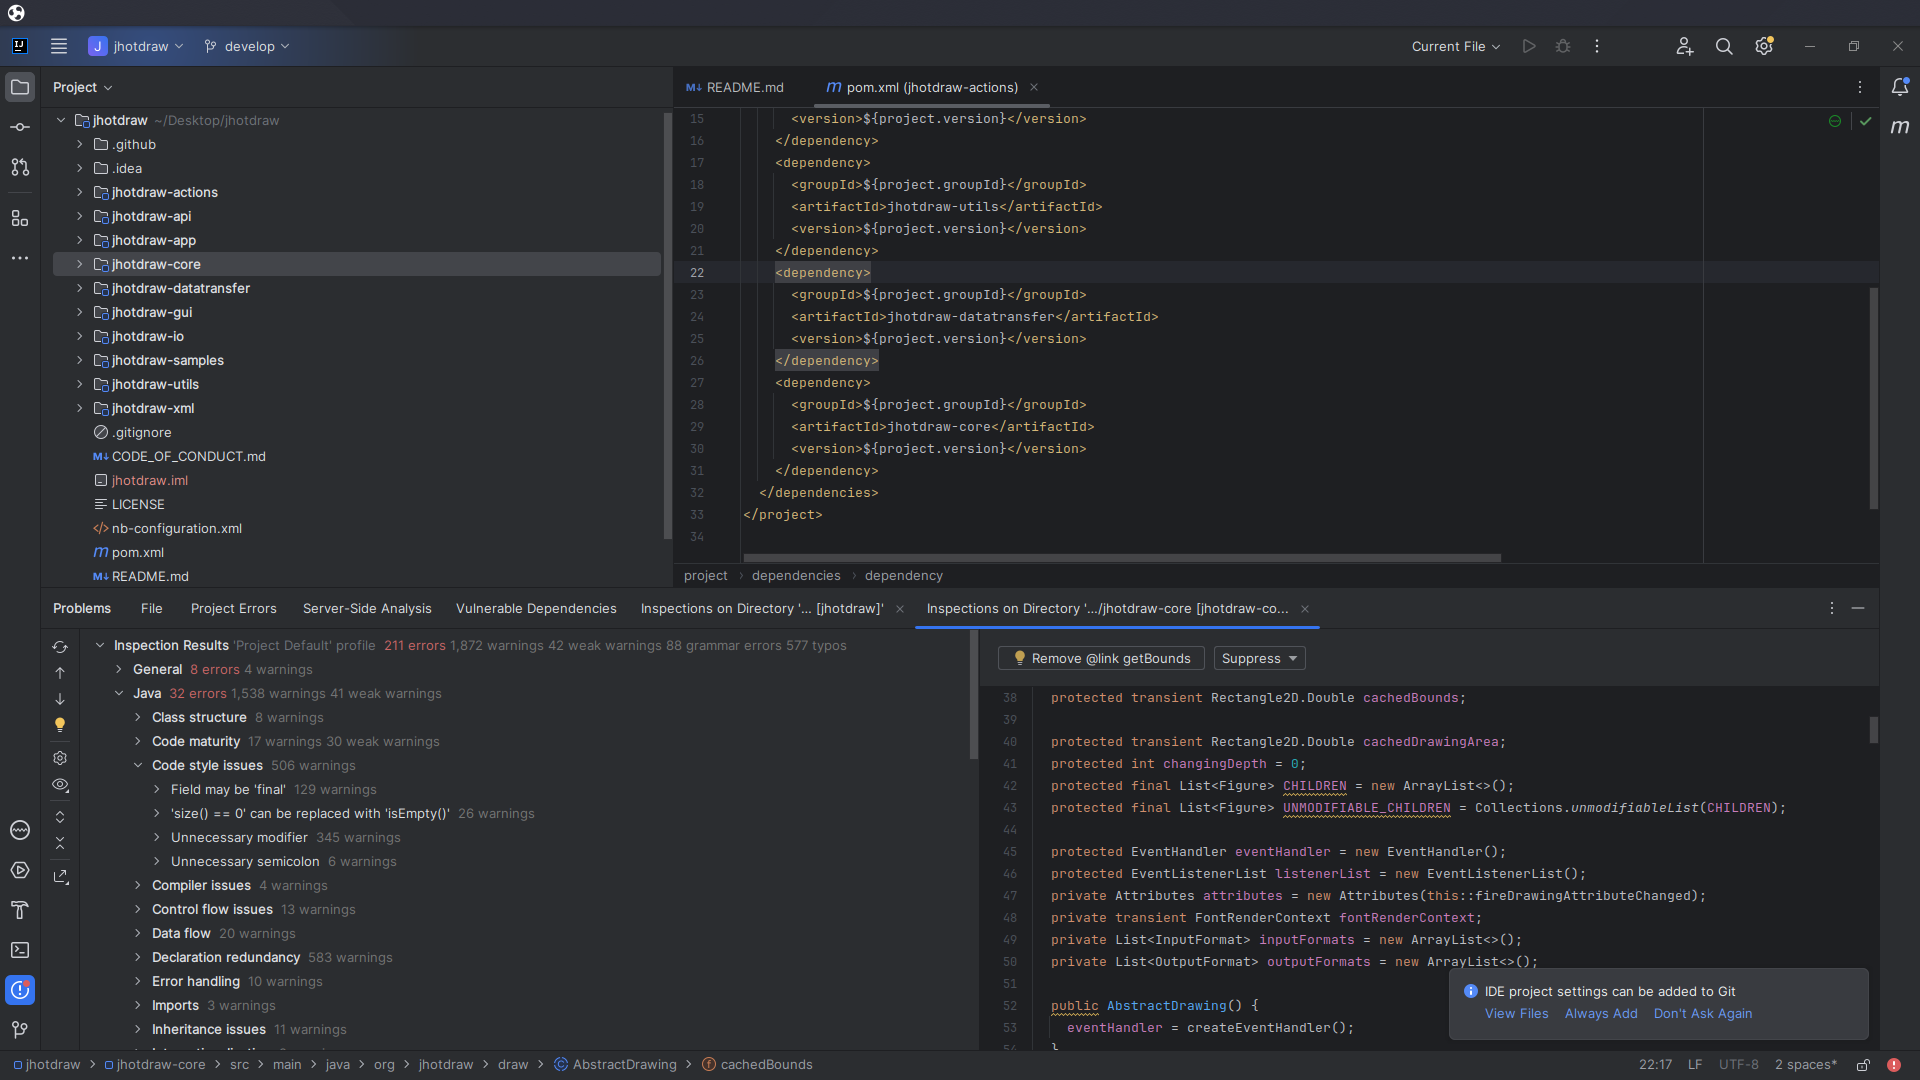 J jhotdraw develop Current File
Project
README.md pom.xml (jhotdraw-actions)
jhotdraw ~/Desktop/jhotdraw
.github
.idea
jhotdraw-actions
jhotdraw-api
jhotdraw-app
jhotdraw-core
jhotdraw-datatransfer
jhotdraw-gui
jhotdraw-io
jhotdraw-samples
jhotdraw-utils
jhotdraw-xml
.gitignore
CODE_OF_CONDUCT.md
jhotdraw.iml
LICENSE
nb-configuration.xml
pom.xml
README.md
15 <version>${project.version}</version>
16 </dependency>
17 <dependency>
18 <groupId>${project.groupId}</groupId>
19 <artifactId>jhotdraw-utils</artifactId>
20 <version>${project.version}</version>
21 </dependency>
22 <dependency>
23 <groupId>${project.groupId}</groupId>
24 <artifactId>jhotdraw-datatransfer</artifactId>
25 <version>${project.version}</version>
26 </dependency>
27 <dependency>
28 <groupId>${project.groupId}</groupId>
29 <artifactId>jhotdraw-core</artifactId>
30 <version>${project.version}</version>
31 </dependency>
32 </dependencies>
33 </project>
34
project › dependencies › dependency
Problems File Project Errors Server-Side Analysis Vulnerable Dependencies Inspections on Directory '... [jhotdraw]' Inspections on Directory '.../jhotdraw-core [jhotdraw-co...
Inspection Results 'Project Default' profile 211 errors 1,872 warnings 42 weak warnings 88 grammar errors 577 typos
General 8 errors 4 warnings
Java 32 errors 1,538 warnings 41 weak warnings
Class structure 8 warnings
Code maturity 17 warnings 30 weak warnings
Code style issues 506 warnings
Field may be 'final' 129 warnings
'size() == 0' can be replaced with 'isEmpty()' 26 warnings
Unnecessary modifier 345 warnings
Unnecessary semicolon 6 warnings
Compiler issues 4 warnings
Control flow issues 13 warnings
Data flow 20 warnings
Declaration redundancy 583 warnings
Error handling 10 warnings
Imports 3 warnings
Inheritance issues 11 warnings
Remove @link getBounds Suppress
38 protected transient Rectangle2D.Double cachedBounds;
39
40 protected transient Rectangle2D.Double cachedDrawingArea;
41 protected int changingDepth = 0;
42 protected final List<Figure> CHILDREN = new ArrayList<>();
43 protected final List<Figure> UNMODIFIABLE_CHILDREN = Collections.unmodifiableList(CHILDREN);
44
45 protected EventHandler eventHandler = new EventHandler();
46 protected EventListenerList listenerList = new EventListenerList();
47 private Attributes attributes = new Attributes(this::fireDrawingAttributeChanged);
48 private transient FontRenderContext fontRenderContext;
49 private List<InputFormat> inputFormats = new ArrayList<>();
50 private List<OutputFormat> outputFormats = new ArrayList<>();
51
52 public AbstractDrawing() {
53 eventHandler = createEventHandler();
54 }
IDE project settings can be added to Git
View Files Always Add Don't Ask Again
jhotdraw › jhotdraw-core › src › main › java › org › jhotdraw › draw › AbstractDrawing › cachedBounds 22:17 LF UTF-8 2 spaces*